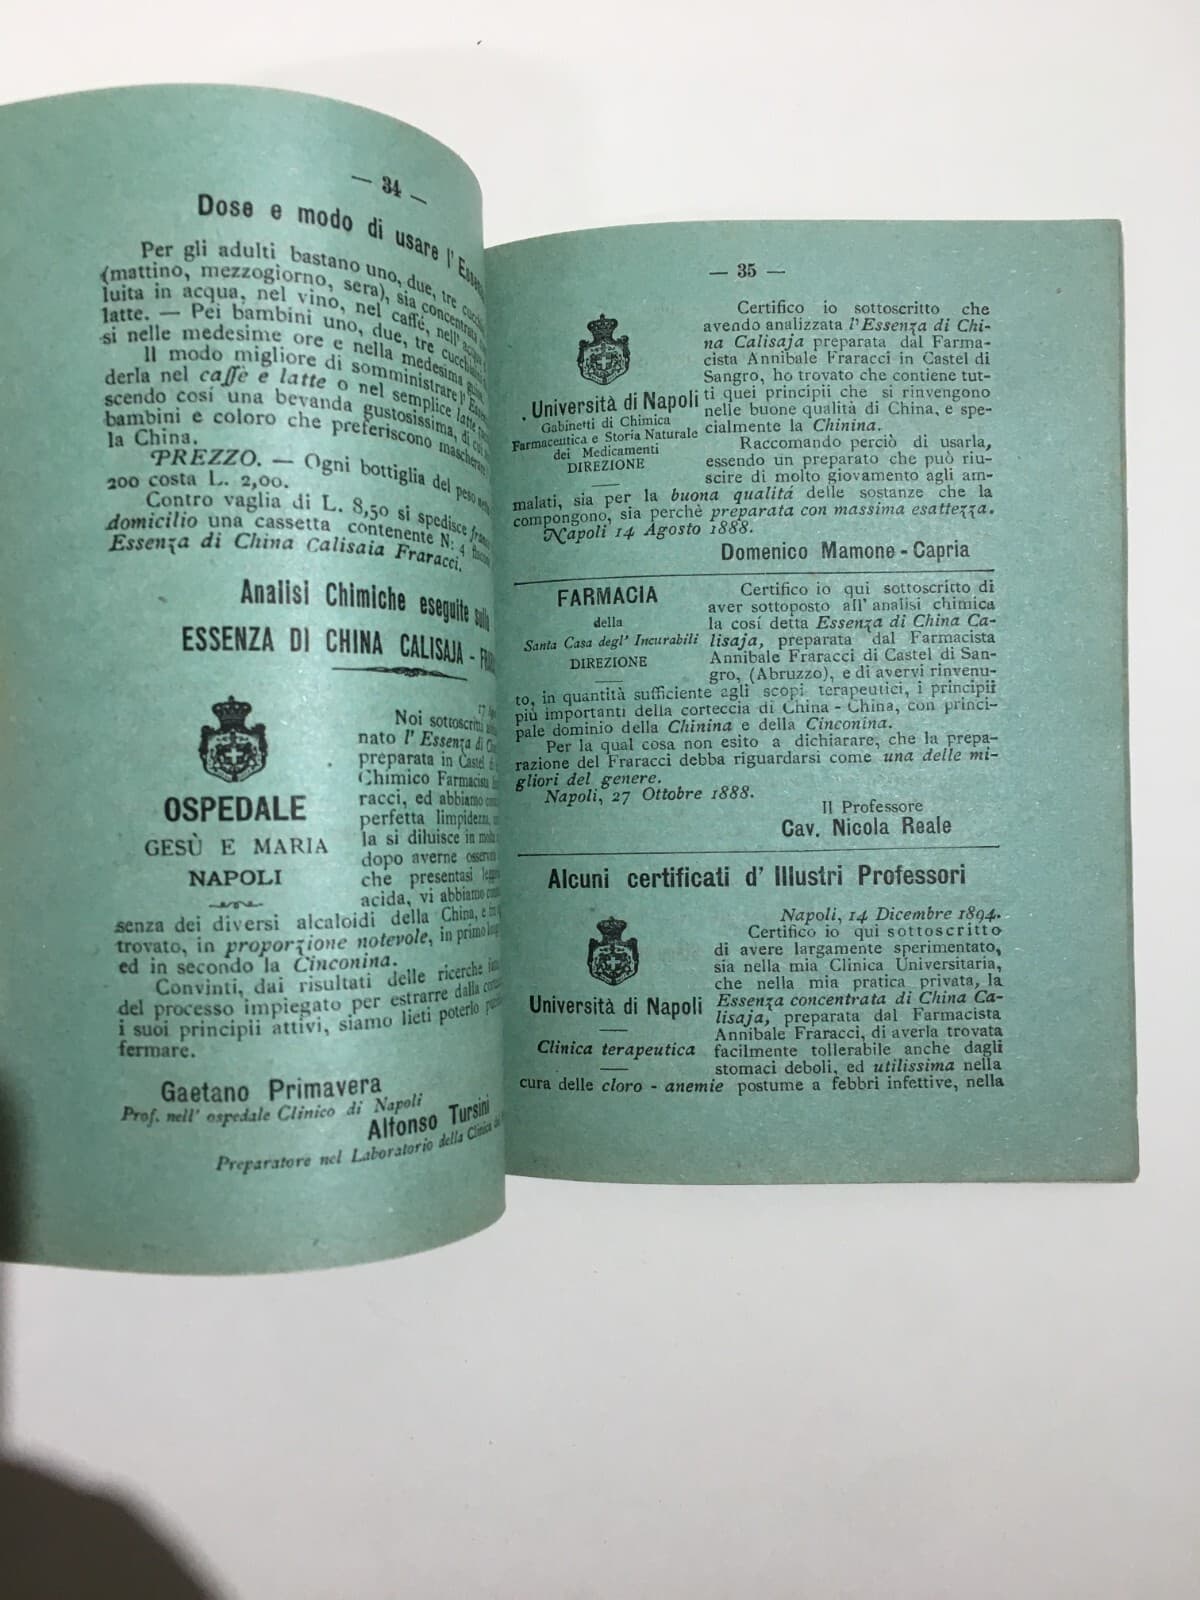 — 34 —
Dose e modo di usare l'
Per gli adulti bastano uno, due, tre
(mattino, mezzogiorno, sera), sia concentrata
luita in acqua, nel vino, nel caffé, nell'
latte. — Pei bambini uno, due, tre cucchiaini
si nelle medesime ore e nella medesima
Il modo migliore di somministrare l'
derla nel caffè e latte o nel semplice latte
scendo cosi una bevanda gustosissima, di cui
bambini e coloro che preferiscono mascherare
la China.
PREZZO. — Ogni bottiglia del peso
200 costa L. 2,00.
Contro vaglia di L. 8,50 si spedisce
domicilio una cassetta contenente N: 4
Essenza di China Calisaia Fraracci.
Analisi Chimiche eseguite sulla
ESSENZA DI CHINA CALISAJA -
17
OSPEDALE
GESÙ E MARIA
NAPOLI
Noi sottoscritti
nato l' Essenza di
preparata in Castel di
Chimico Farmacista
racci, ed abbiamo
perfetta limpidezza,
la si diluisce in
dopo averne
che presentasi
acida, vi abbiamo
senza dei diversi alcaloidi della China, e
trovato, in proporzione notevole, in primo
ed in secondo la Cinconina.
Convinti, dai risultati delle ricerche
del processo impiegato per estrarre dalla
i suoi principii attivi, siamo lieti poterlo
fermare.
Gaetano Primavera
Prof. nell' ospedale Clinico di Napoli
Alfonso Tursini
Preparatore nel Laboratorio della Clinica
— 35 —
Università di Napoli
Gabinetti di Chimica
Farmaceutica e Storia Naturale
dei Medicamenti
DIREZIONE
Certifico io sottoscritto che
avendo analizzata l'Essenza di Chi-
na Calisaja preparata dal Farma-
cista Annibale Fraracci in Castel di
Sangro, ho trovato che contiene tut-
ti quei principii che si rinvengono
nelle buone qualità di China, e spe-
cialmente la Chinina.
Raccomando perciò di usarla,
essendo un preparato che può riu-
scire di molto giovamento agli am-
malati, sia per la buona qualitá delle sostanze che la
compongono, sia perchè preparata con massima esattezza.
Napoli 14 Agosto 1888.
Domenico Mamone - Capria
FARMACIA
della
Santa Casa degl' Incurabili
DIREZIONE
Certifico io qui sottoscritto di
aver sottoposto all' analisi chimica
la cosí detta Essenza di China Ca-
lisaja, preparata dal Farmacista
Annibale Fraracci di Castel di San-
gro, (Abruzzo), e di avervi rinvenu-
to, in quantità sufficiente agli scopi terapeutici, i principii
più importanti della corteccia di China - China, con princi-
pale dominio della Chinina e della Cinconina.
Per la qual cosa non esito a dichiarare, che la prepa-
razione del Fraracci debba riguardarsi come una delle mi-
gliori del genere.
Napoli, 27 Ottobre 1888.
Il Professore
Cav. Nicola Reale
Alcuni certificati d' Illustri Professori
Università di Napoli
Clinica terapeutica
Napoli, 14 Dicembre 1894.
Certifico io qui sottoscritto
di avere largamente sperimentato,
sia nella mia Clinica Universitaria,
che nella mia pratica privata, la
Essenza concentrata di China Ca-
lisaja, preparata dal Farmacista
Annibale Fraracci, di averla trovata
facilmente tollerabile anche dagli
stomaci deboli, ed utilissima nella
cura delle cloro - anemie postume a febbri infettive, nella